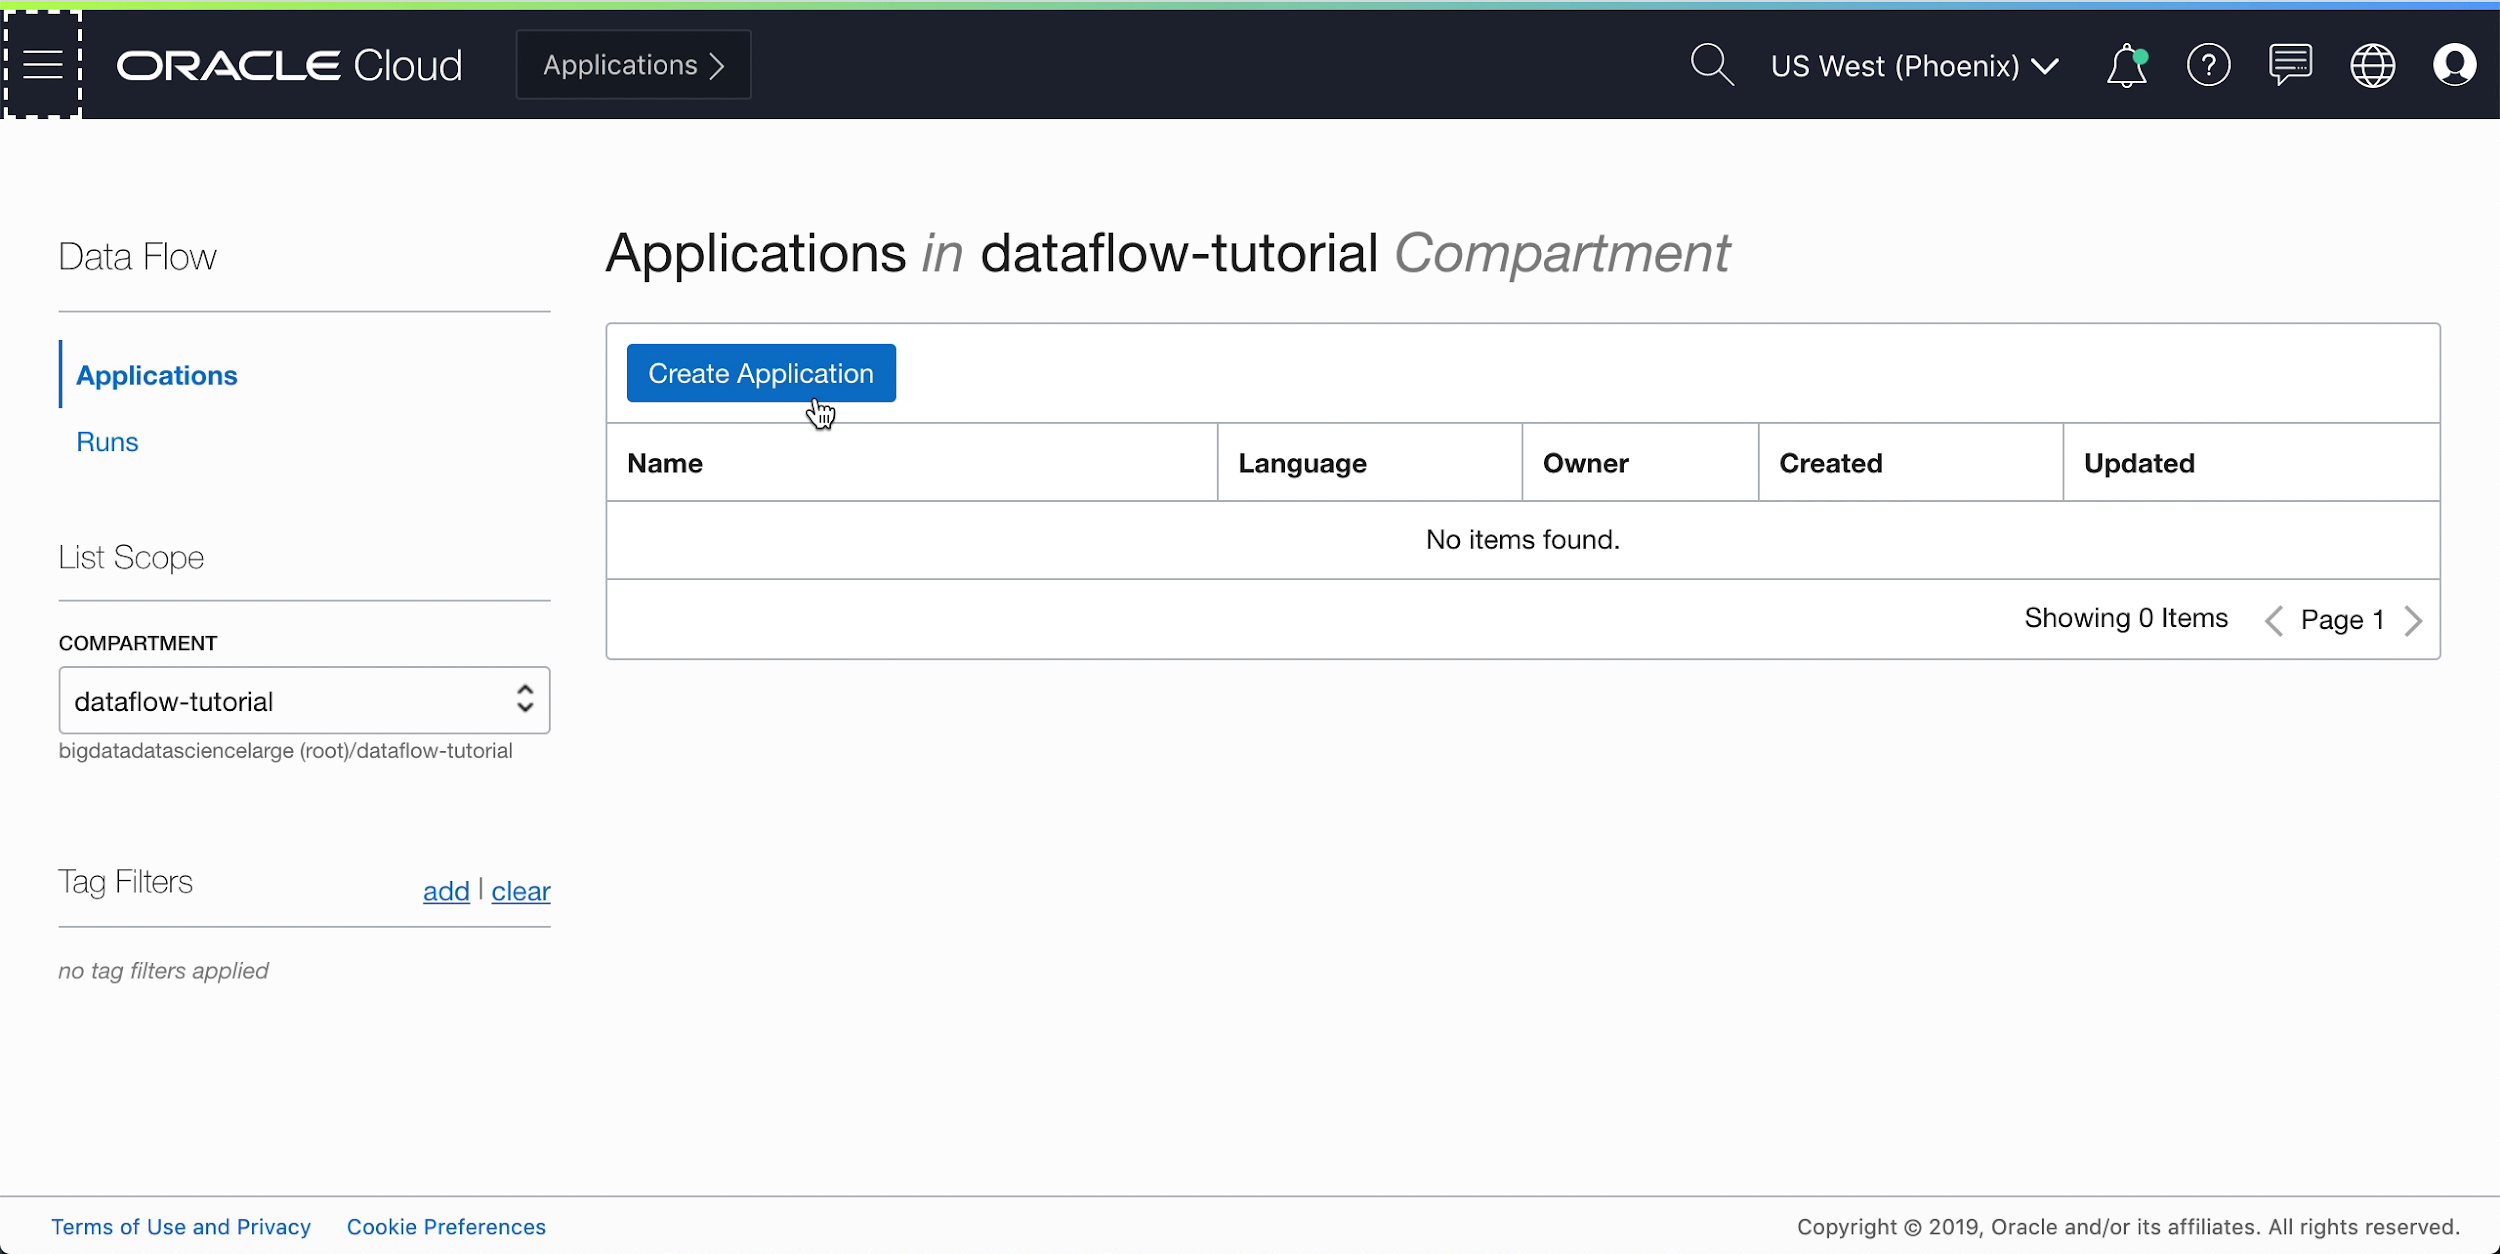 ORACLE Cloud
Applications
US West (Phoenix)
?
Data Flow
Applications
Runs
List Scope
COMPARTMENT
dataflow-tutorial
bigdatadatasciencelarge (root)/dataflow-tutorial
Tag Filters
add | clear
no tag filters applied
Applications in dataflow-tutorial Compartment
Create Application
Name Language Owner Created Updated
No items found.
Showing 0 Items Page 1
Terms of Use and Privacy Cookie Preferences
Copyright © 2019, Oracle and/or its affiliates. All rights reserved.